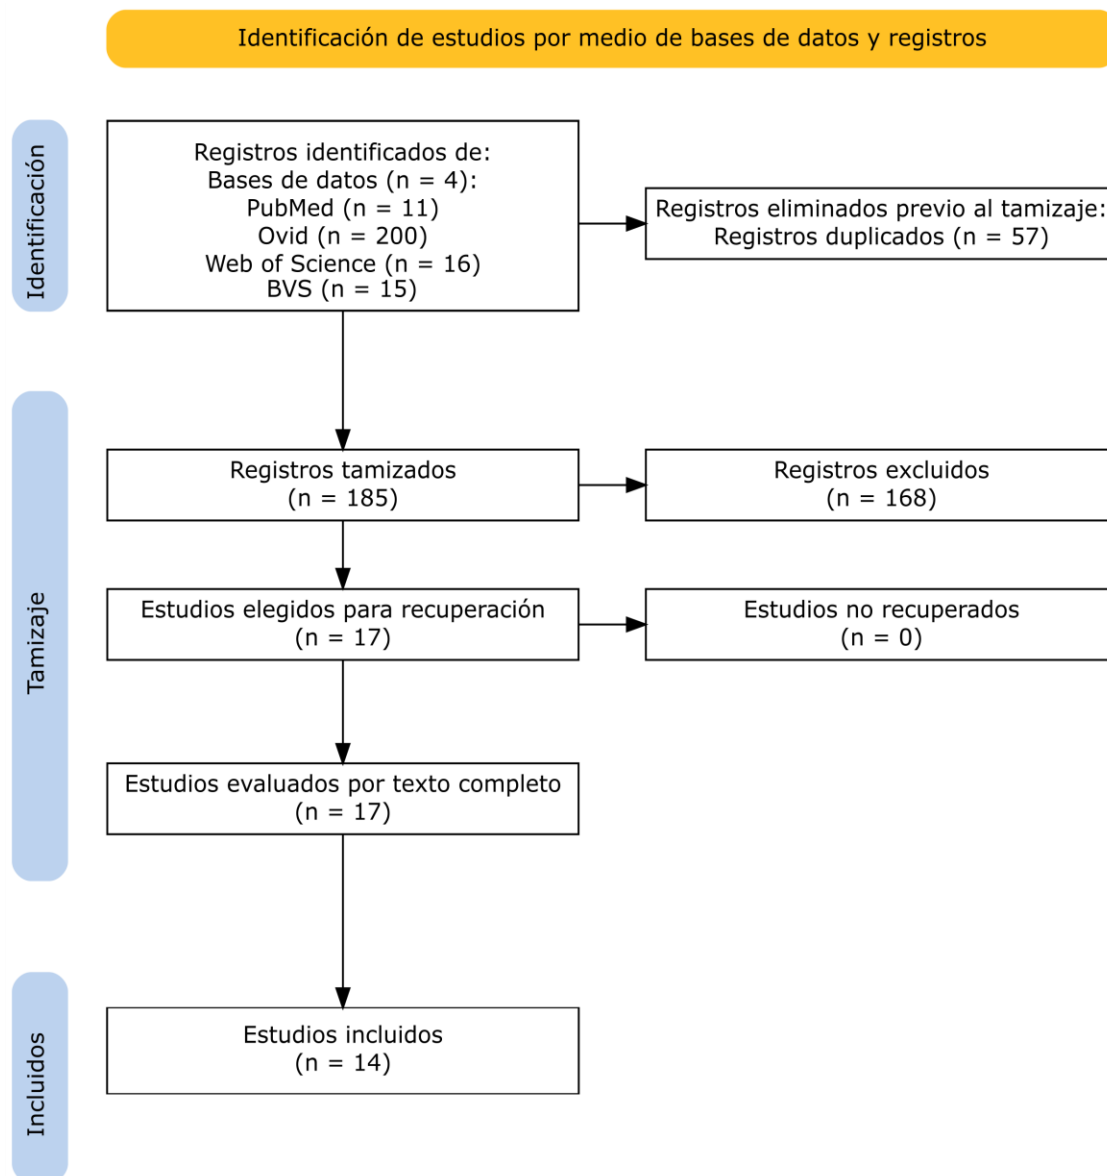 Identificación de estudios por medio de bases de datos y registros
Identificación
Registros identificados de:
Bases de datos (n = 4):
PubMed (n = 11)
Ovid (n = 200)
Web of Science (n = 16)
BVS (n = 15)
Registros eliminados previo al tamizaje:
Registros duplicados (n = 57)
Tamizaje
Registros tamizados
(n = 185)
Registros excluidos
(n = 168)
Estudios elegidos para recuperación
(n = 17)
Estudios no recuperados
(n = 0)
Estudios evaluados por texto completo
(n = 17)
Incluidos
Estudios incluidos
(n = 14)